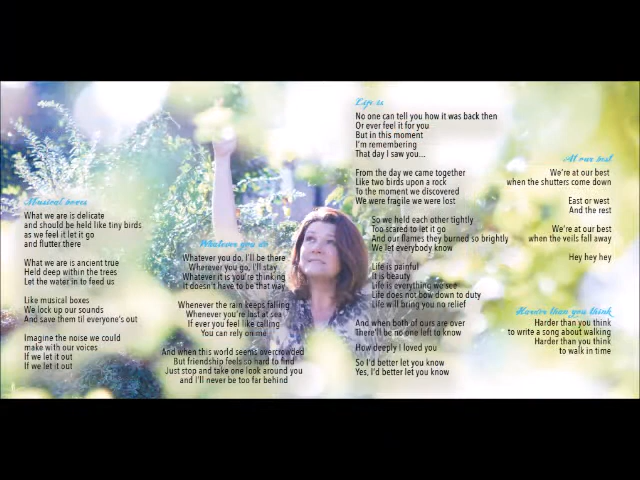 Musical boxes
What we are is delicate
and should be held like tiny birds
as we feel it let it go
and flutter there
What we are is ancient true
Held deep within the trees
Let the water in to feed us
Like musical boxes
We lock up our sounds
And save them til everyone's out
Imagine the noise we could
make with our voices
If we let it out
If we let it out
Whatever you do
Whatever you do, I'll be there
Wherever you go, I'll stay
Whatever it is you're thinking
It doesn't have to be that way
Whenever the rain keeps falling
Whenever you're lost at sea
If ever you feel like calling
You can rely on me
And when this world seems overcrowded
But friendship feels so hard to find
Just stop and take one look around you
and I'll never be too far behind
Life is
No one can tell you how it was back then
Or ever feel it for you
But in this moment
I'm remembering
That day I saw you...
From the day we came together
Like two birds upon a rock
To the moment we discovered
We were fragile we were lost
So we held each other tightly
Too scared to let it go
And our flames they burned so brightly
We let everybody know
Life is painful
It is beauty
Life is everything we see
Life does not bow down to duty
Life will bring you no relief
And when both of ours are over
There'll be no one left to know
How deeply I loved you
So I'd better let you know
Yes, I'd better let you know
At our best
We're at our best
when the shutters come down
East or west
And the rest
We're at our best
when the veils fall away
Hey hey hey
Harder than you think
Harder than you think
to write a song about walking
Harder than you think
to walk in time